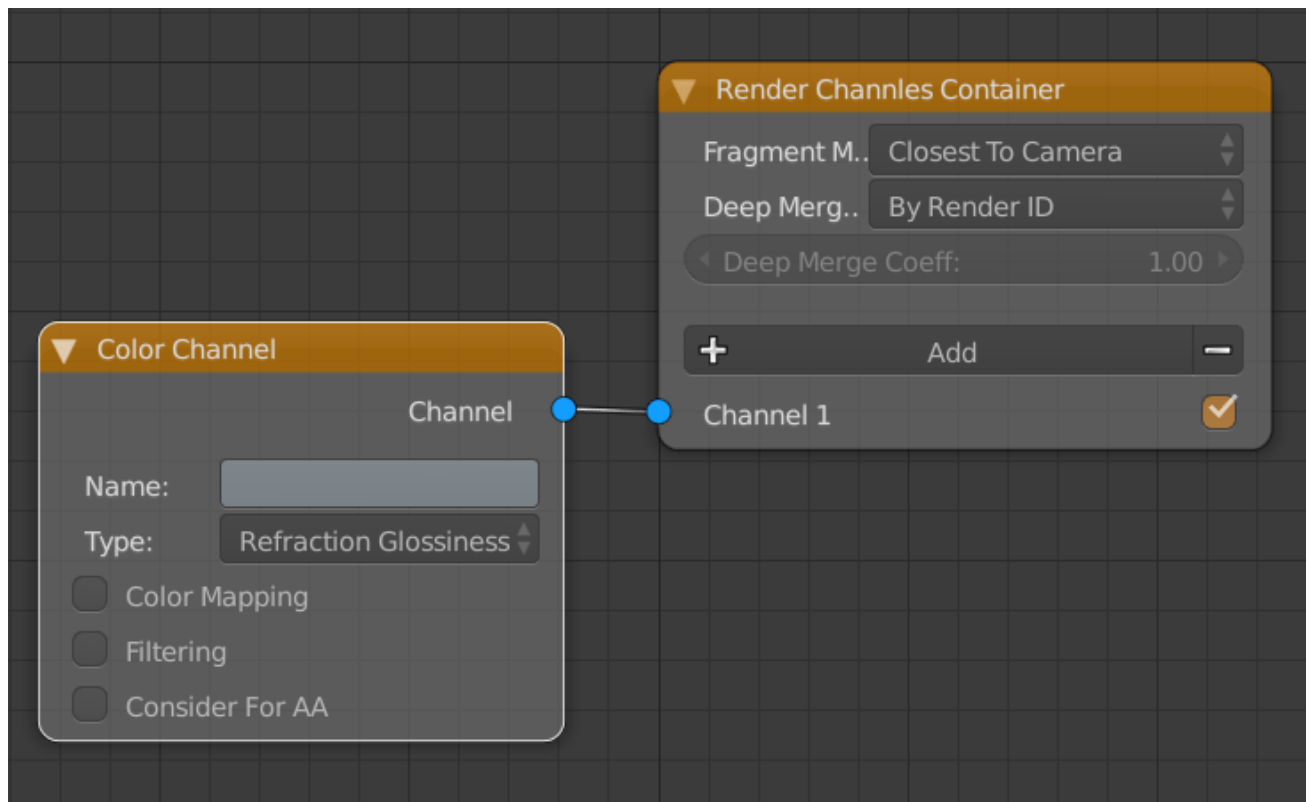 Render Channles Container
Fragment M.. Closest To Camera
Deep Merg.. By Render ID
Deep Merge Coeff: 1.00
Add
Channel 1
Color Channel
Channel
Name:
Type: Refraction Glossiness
Color Mapping
Filtering
Consider For AA